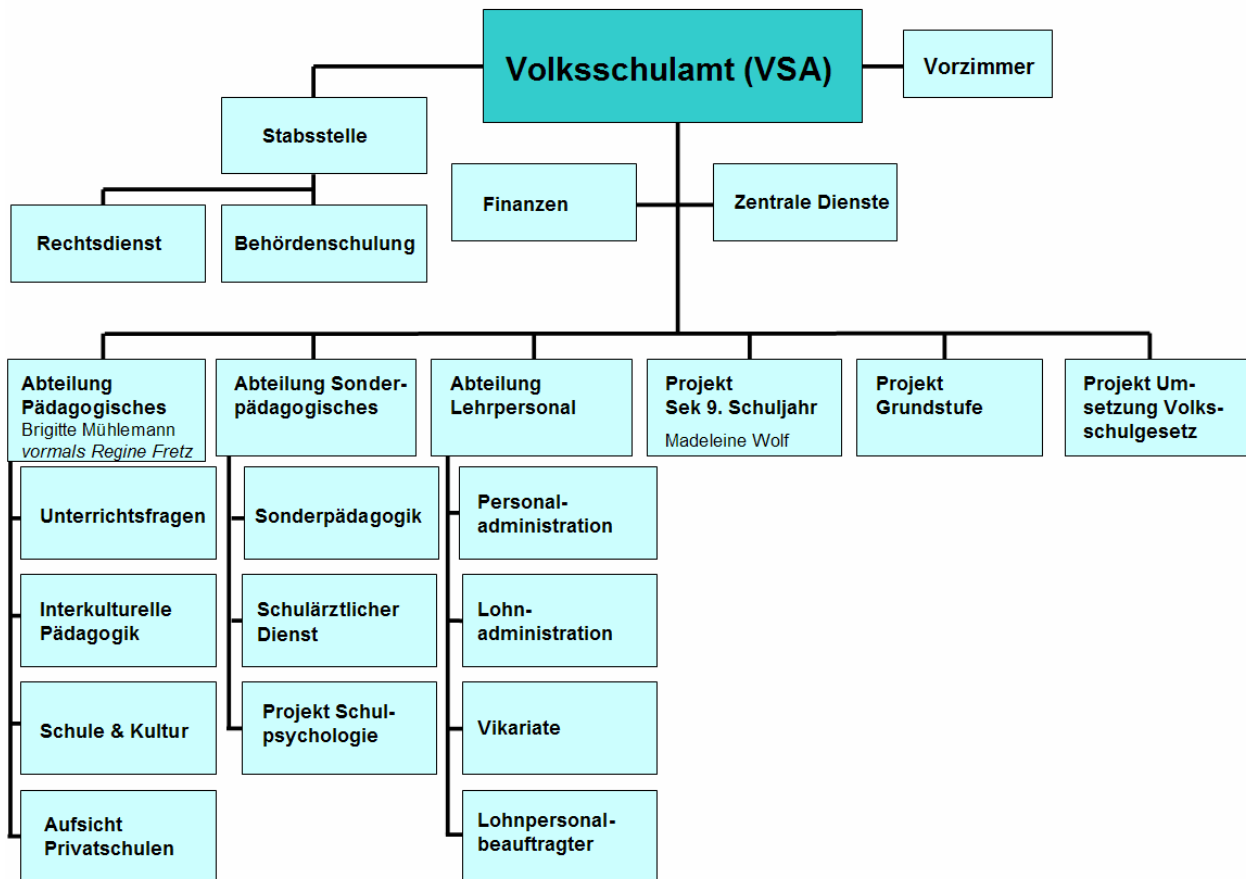 Volksschulamt (VSA)
Vorzimmer
Stabsstelle
Finanzen
Zentrale Dienste
Rechtsdienst
Behördenschulung
Abteilung
Pädagogisches
Brigitte Mühlemann
vormals Regine Fretz
Abteilung Sonder-
pädagogisches
Abteilung
Lehrpersonal
Projekt
Sek 9. Schuljahr
Madeleine Wolf
Projekt
Grundstufe
Projekt Um-
setzung Volks-
schulgesetz
Unterrichtsfragen
Interkulturelle
Pädagogik
Schule & Kultur
Aufsicht
Privatschulen
Sonderpädagogik
Schulärztlicher
Dienst
Projekt Schul-
psychologie
Personal-
administration
Lohn-
administration
Vikariate
Lohnpersonal-
beauftragter